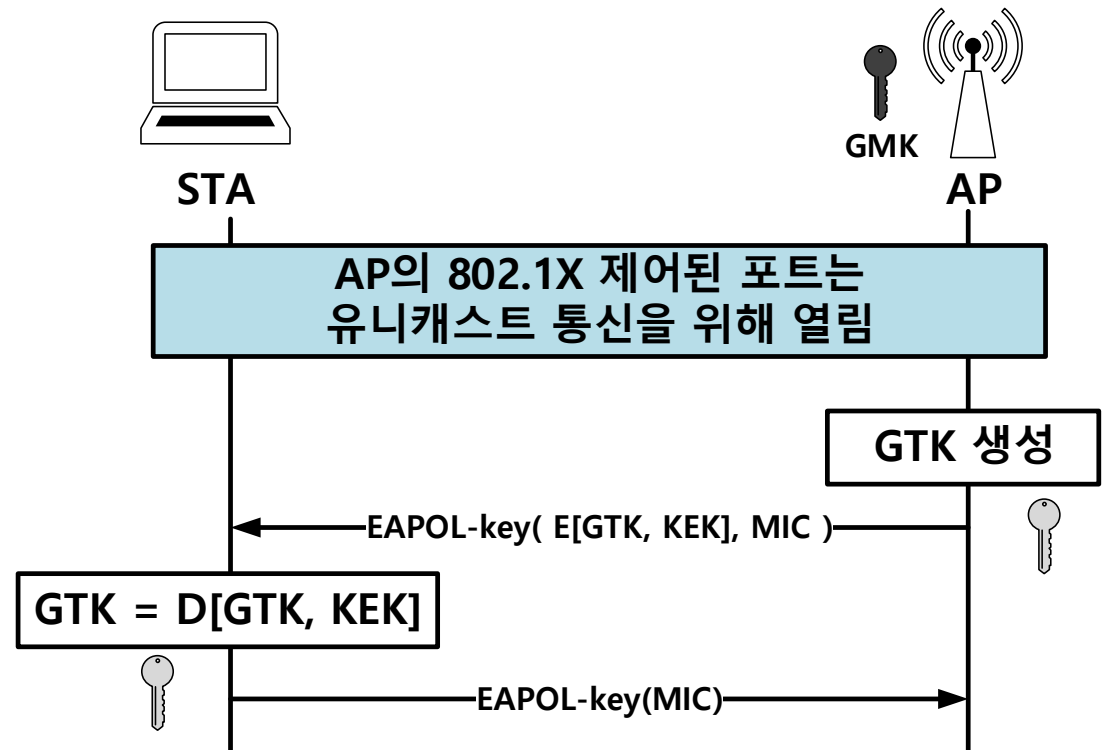 GMK
STA
AP
AP의 802.1X 제어된 포트는
유니캐스트 통신을 위해 열림
GTK 생성
EAPOL-key( E[GTK, KEK], MIC )
GTK = D[GTK, KEK]
EAPOL-key(MIC)